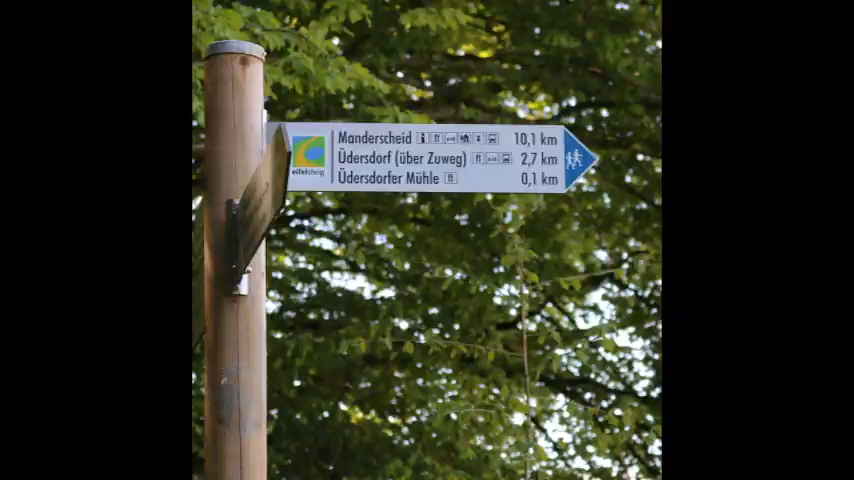 Manderscheid 10,1 km
Üdersdorf (über Zuweg) 2,7 km
Üdersdorfer Mühle 0,1 km
eifelsteig